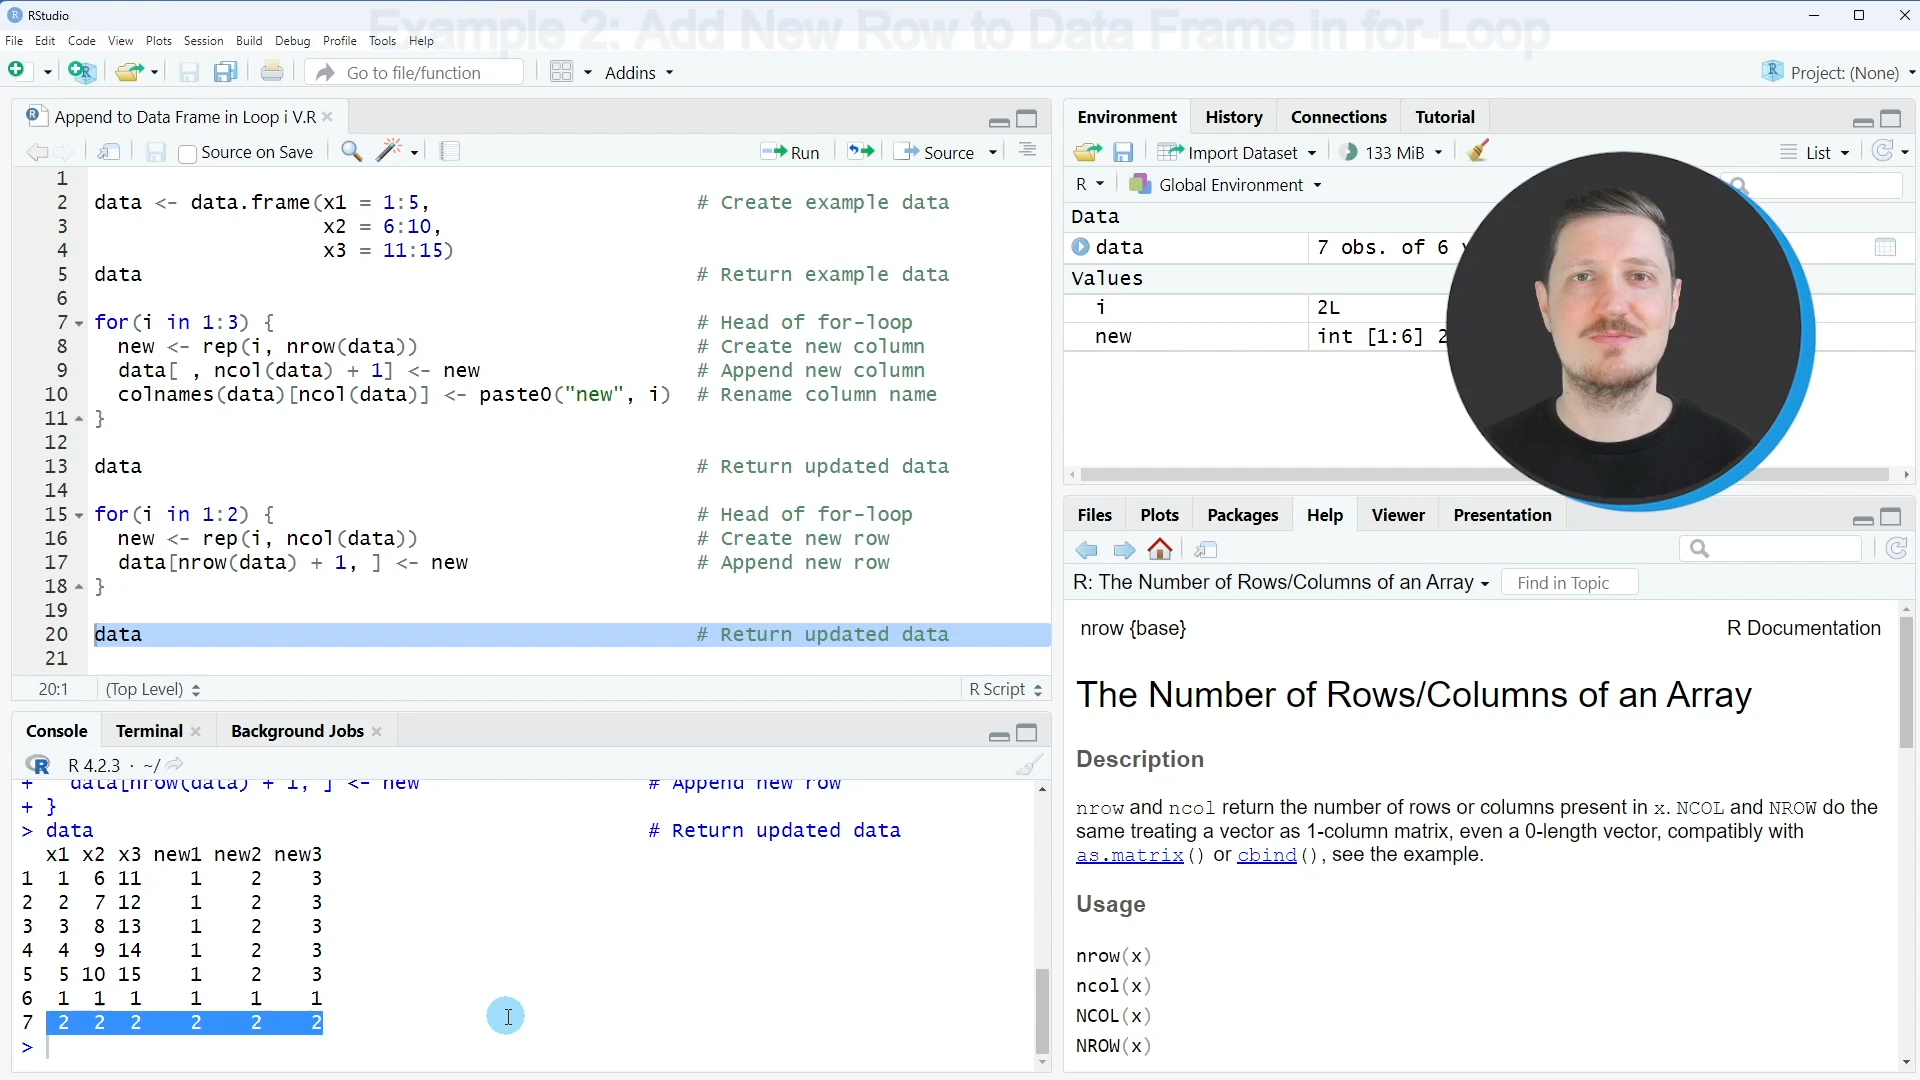 RStudio
Example 2: Add New Row to Data Frame in for-Loop
File Edit Code View Plots Session Build Debug Profile Tools Help
Go to file/function
Addins
Project: (None)
Append to Data Frame in Loop i V.R
Source on Save
Run
Source
1
2 data <- data.frame(x1 = 1:5, # Create example data
3 x2 = 6:10,
4 x3 = 11:15)
5 data # Return example data
6
7 for(i in 1:3) { # Head of for-loop
8 new <- rep(i, nrow(data)) # Create new column
9 data[ , ncol(data) + 1] <- new # Append new column
10 colnames(data)[ncol(data)] <- paste0("new", i) # Rename column name
11 }
12
13 data # Return updated data
14
15 for(i in 1:2) { # Head of for-loop
16 new <- rep(i, ncol(data)) # Create new row
17 data[nrow(data) + 1, ] <- new # Append new row
18 }
19
20 data # Return updated data
21
20:1 (Top Level) R Script
Console Terminal Background Jobs
R 4.2.3 · ~/
+ data[nrow(data) + 1, ] <- new # Append new row
+ }
> data # Return updated data
x1 x2 x3 new1 new2 new3
1 1 6 11 1 2 3
2 2 7 12 1 2 3
3 3 8 13 1 2 3
4 4 9 14 1 2 3
5 5 10 15 1 2 3
6 1 1 1 1 1 1
7 2 2 2 2 2 2
>
Environment History Connections Tutorial
Import Dataset 133 MiB List
R Global Environment
Data
data 7 obs. of 6
Values
i 2L
new int [1:6] 2
Files Plots Packages Help Viewer Presentation
R: The Number of Rows/Columns of an Array Find in Topic
nrow {base} R Documentation
The Number of Rows/Columns of an Array
Description
nrow and ncol return the number of rows or columns present in x. NCOL and NROW do the
same treating a vector as 1-column matrix, even a 0-length vector, compatibly with
as.matrix() or cbind(), see the example.
Usage
nrow(x)
ncol(x)
NCOL(x)
NROW(x)